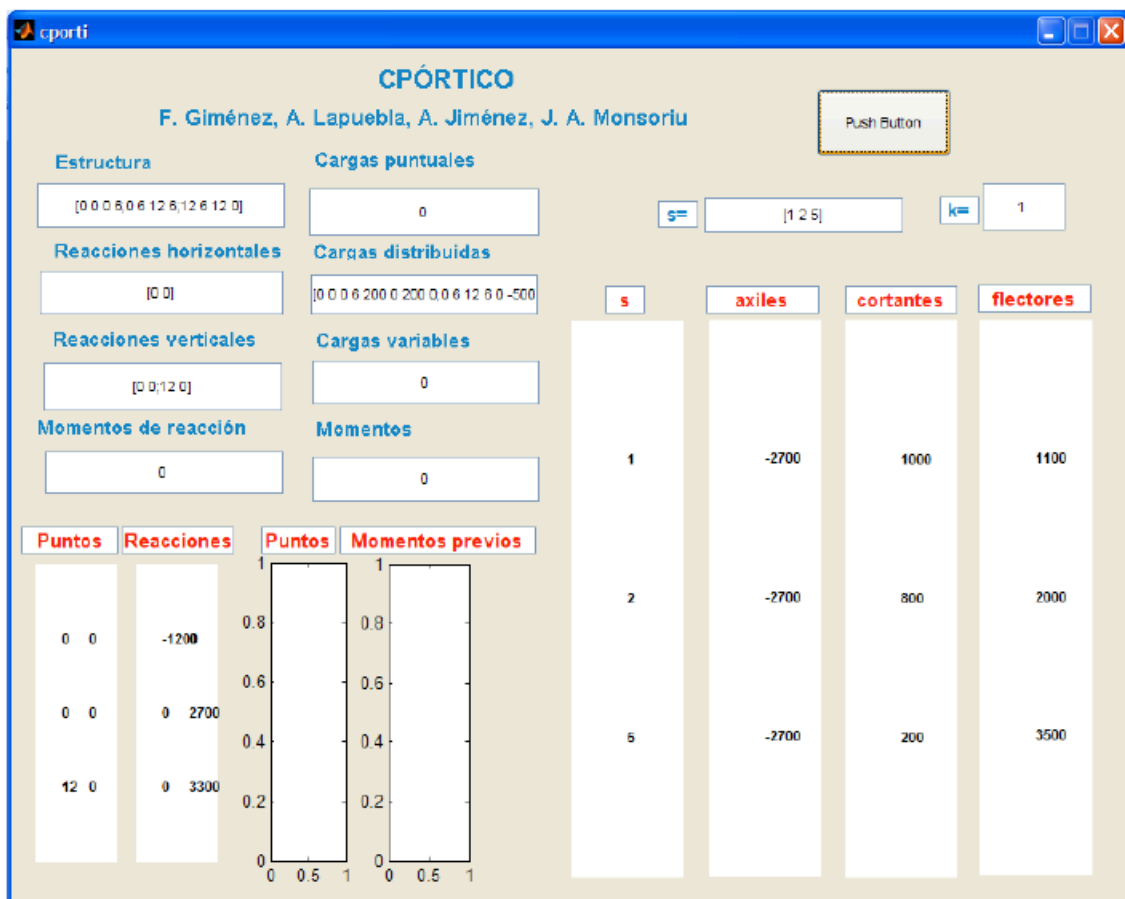 cporti
CPÓRTICO
F. Giménez, A. Lapuebla, A. Jiménez, J. A. Monsoriu
Push Button
Estructura
[0 0 0 6;0 6 12 6;12 6 12 0]
Cargas puntuales
0
s=
[1 2 5]
k=
1
Reacciones horizontales
[0 0]
Cargas distribuidas
[0 0 0 6 200 0 200 0;0 6 12 6 0 -500
Reacciones verticales
[0 0;12 0]
Cargas variables
0
Momentos de reacción
0
Momentos
0
s axiles cortantes flectores
1 -2700 1000 1100
2 -2700 800 2000
5 -2700 200 3500
Puntos Reacciones Puntos Momentos previos
0 0 -1200
0 0 0 2700
12 0 0 3300
1
0.8
0.6
0.4
0.2
0
0 0.5 1
1
0.8
0.6
0.4
0.2
0
0 0.5 1